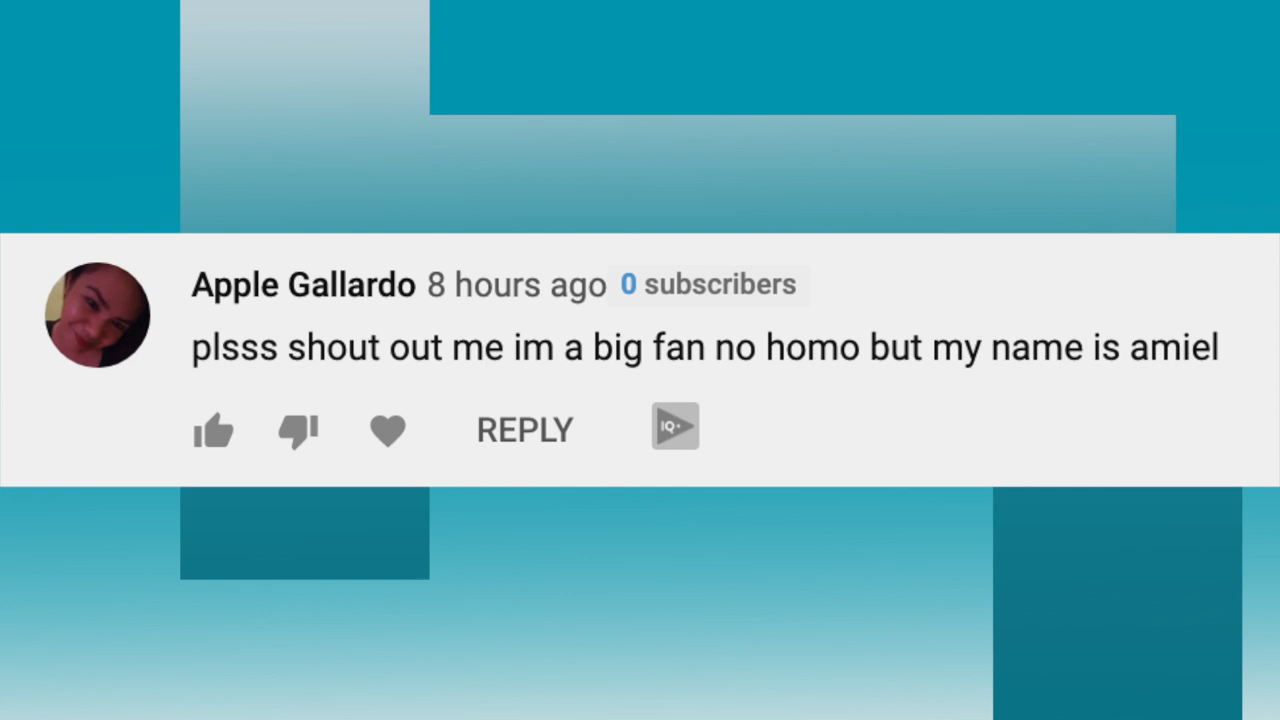 Apple Gallardo 8 hours ago 0 subscribers
plsss shout out me im a big fan no homo but my name is amiel
REPLY IQ+